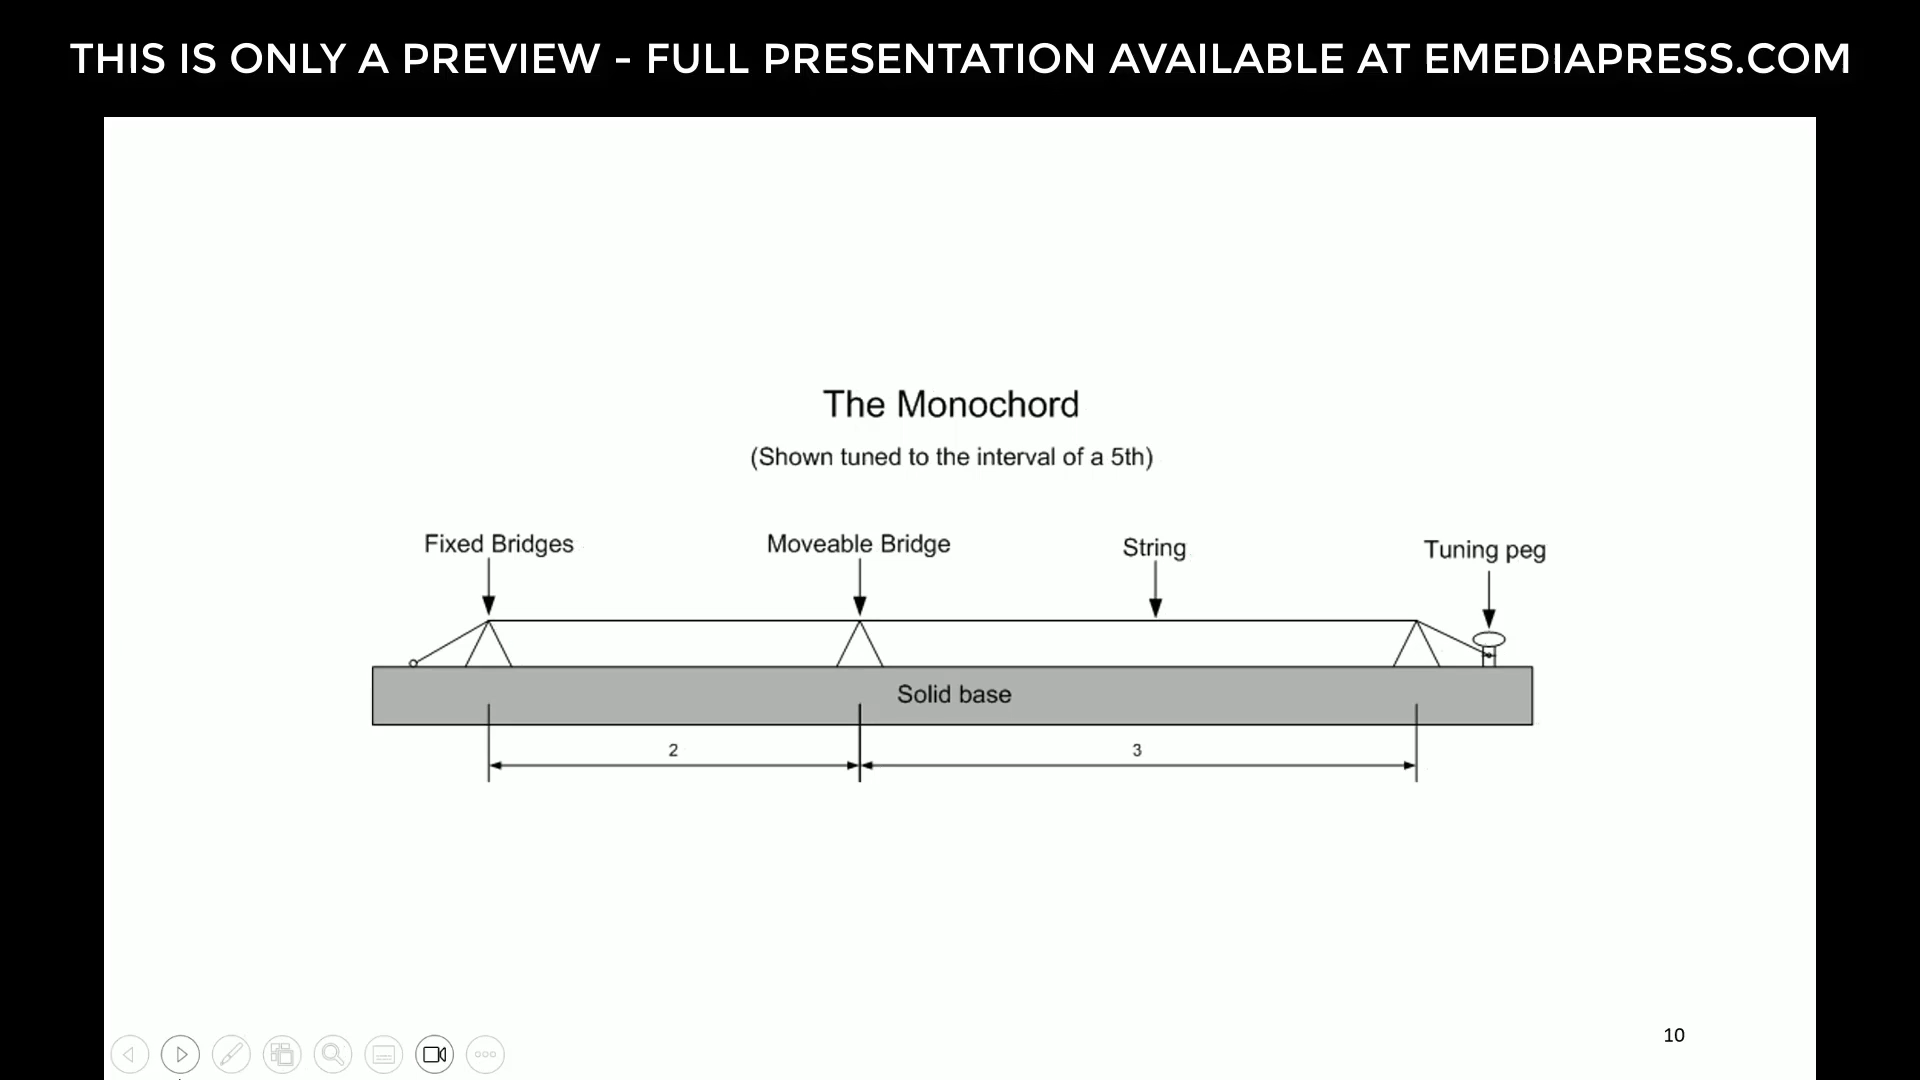 THIS IS ONLY A PREVIEW - FULL PRESENTATION AVAILABLE AT EMEDIAPRESS.COM
The Monochord
(Shown tuned to the interval of a 5th)
Fixed Bridges
Moveable Bridge
String
Tuning peg
Solid base
2
3
10